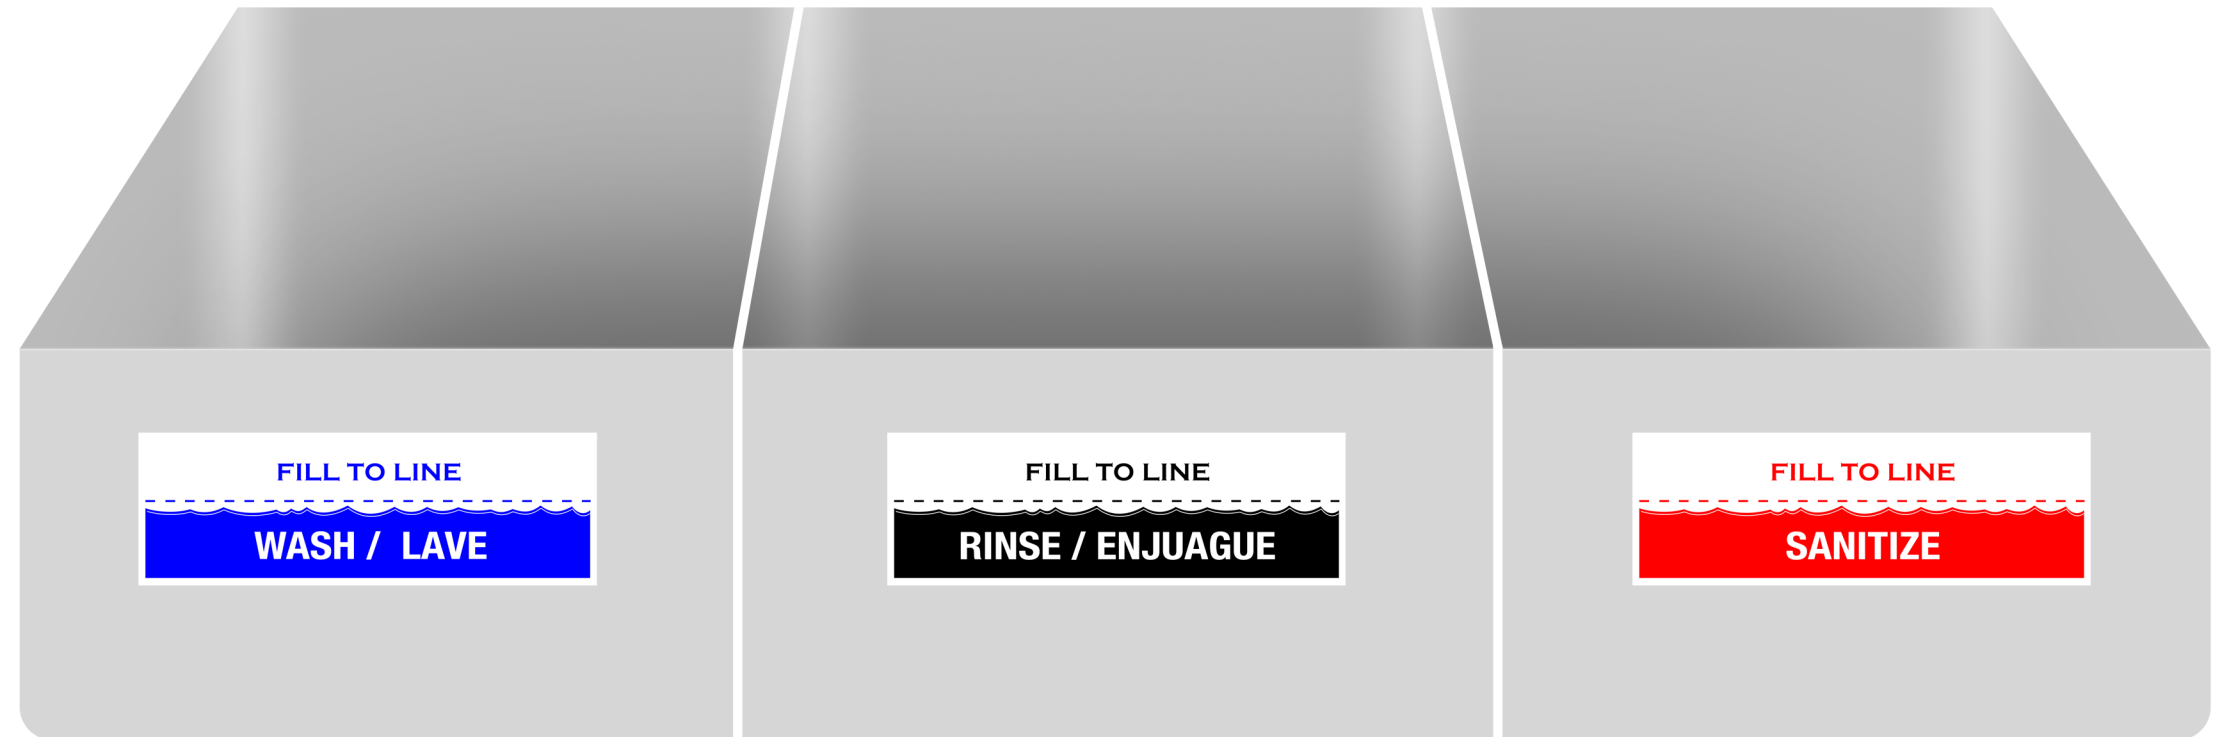 FILL TO LINE
WASH / LAVE
FILL TO LINE
RINSE / ENJUAGUE
FILL TO LINE
SANITIZE